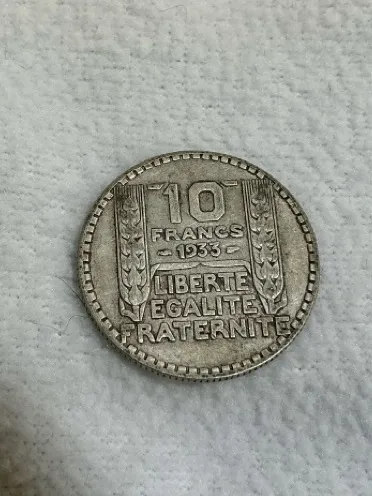 10
FRANCS
- 1933 -
LIBERTE
EGALITE
FRATERNITE